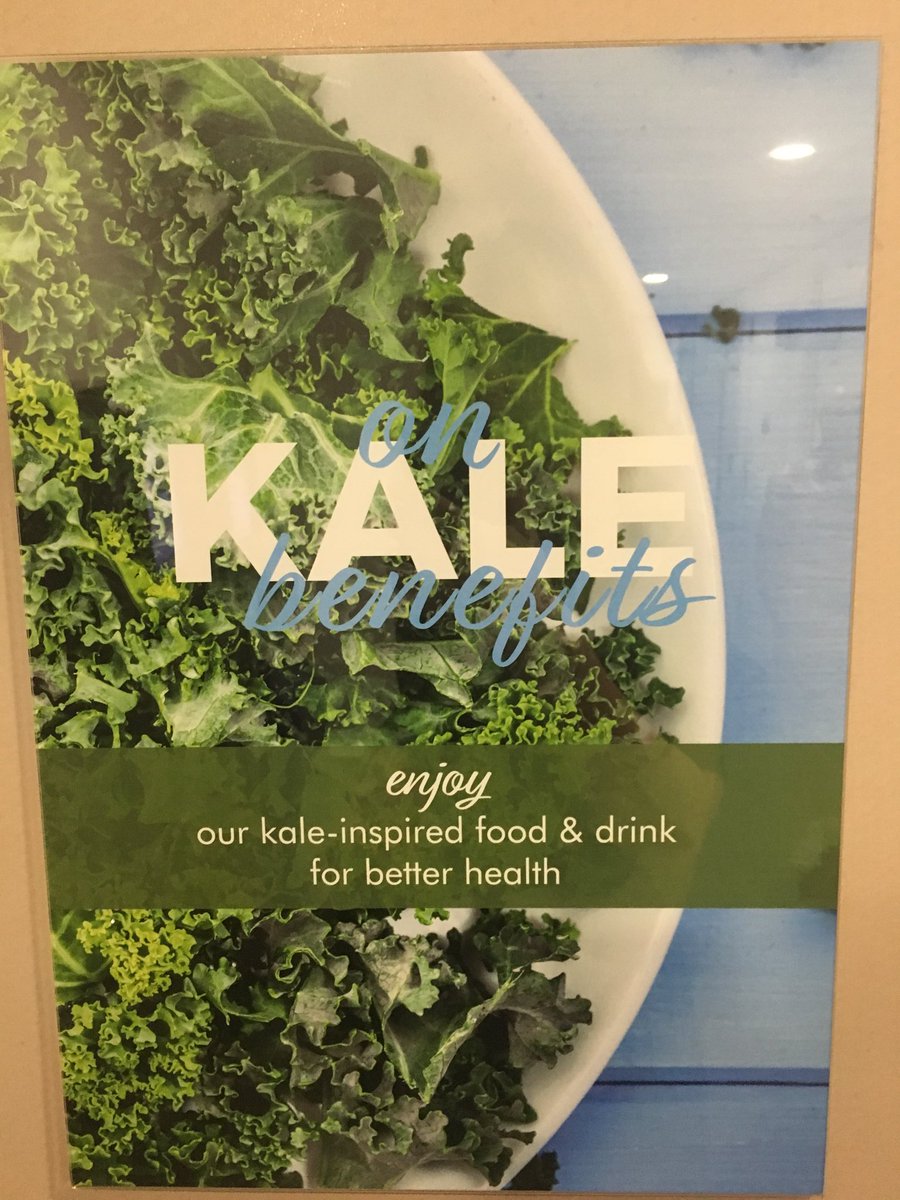 on
KALE
benefits
enjoy
our kale-inspired food & drink
for better health